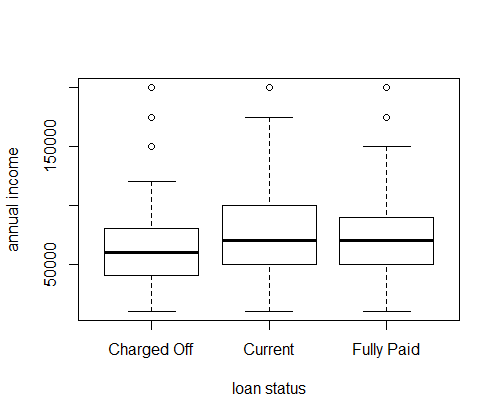 annual income
150000
50000
Charged Off Current Fully Paid
loan status